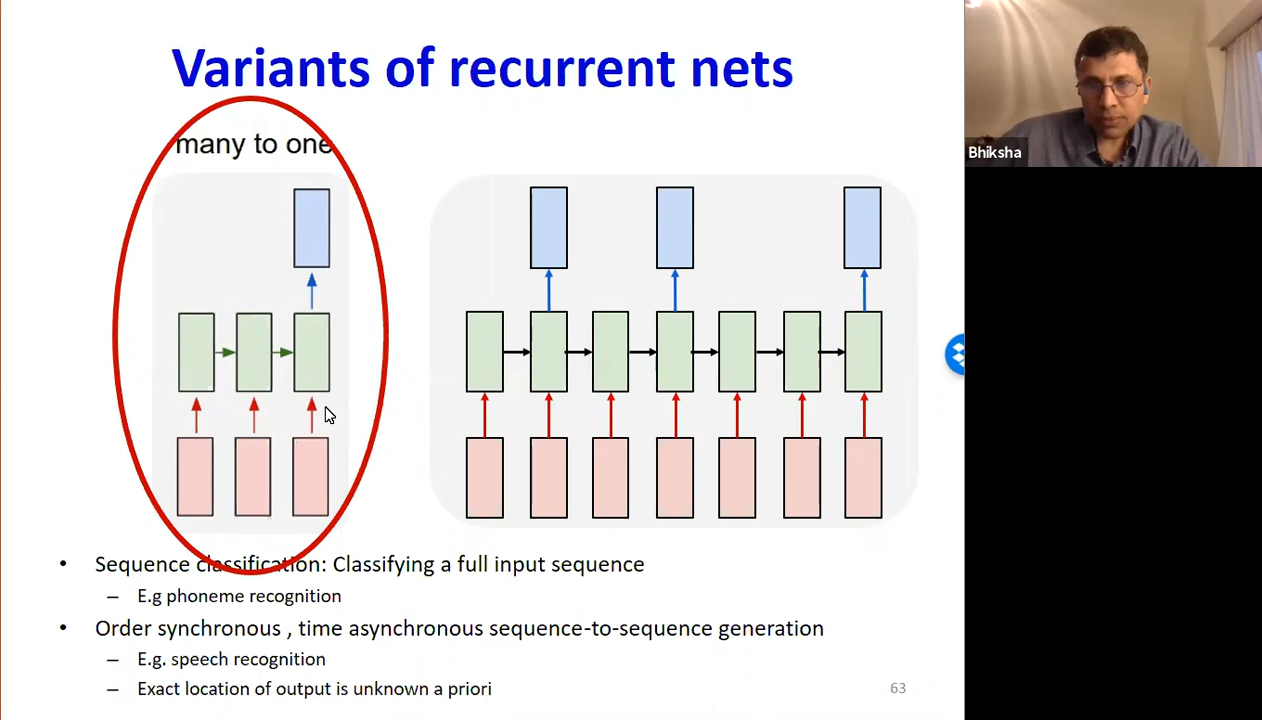 Variants of recurrent nets
many to one
Bhiksha
• Sequence classification: Classifying a full input sequence
– E.g phoneme recognition
• Order synchronous , time asynchronous sequence-to-sequence generation
– E.g. speech recognition
– Exact location of output is unknown a priori
63